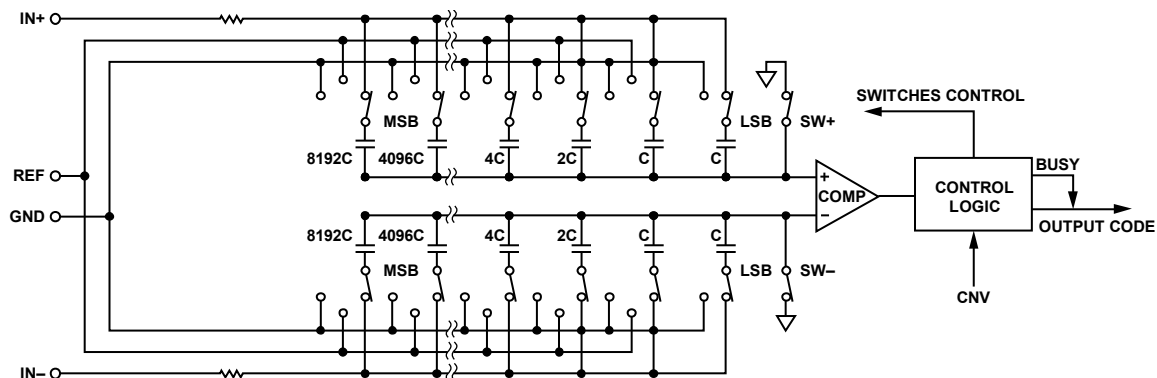 IN+
SWITCHES CONTROL
MSB
LSB
SW+
8192C
4096C
4C
2C
C
C
BUSY
REF
+
COMP
–
CONTROL
LOGIC
GND
OUTPUT CODE
8192C
4096C
4C
2C
C
C
MSB
LSB
SW–
CNV
IN–